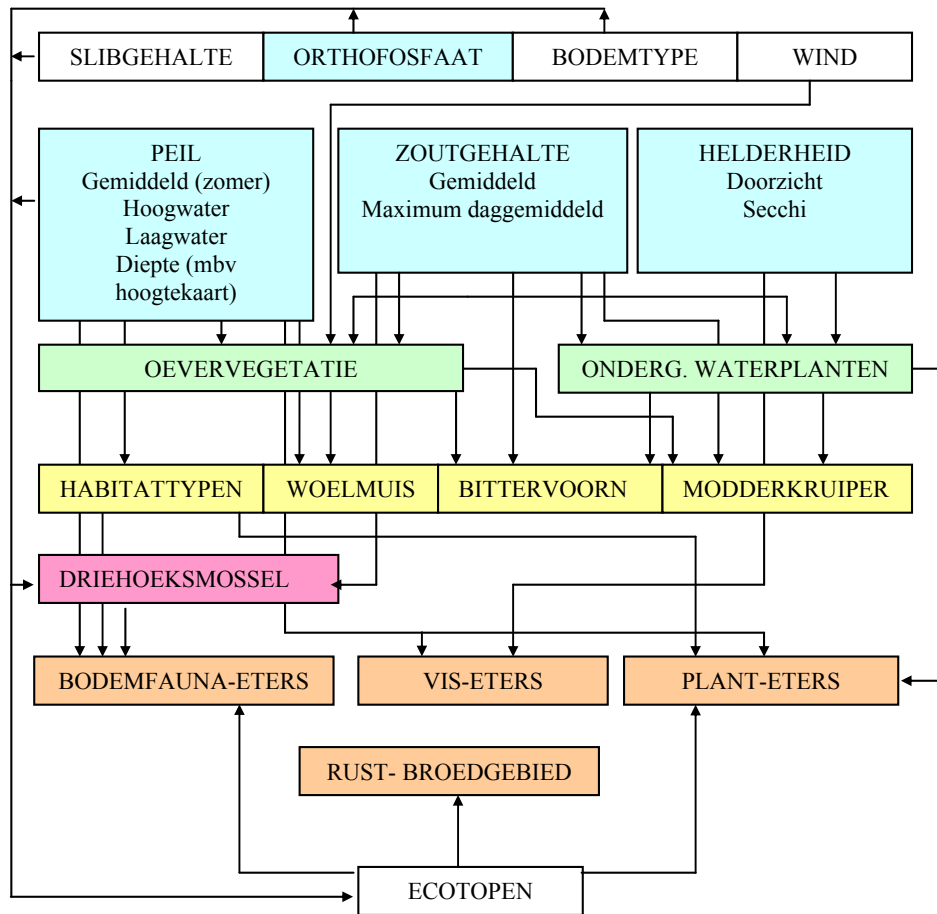 SLIBGEHALTE
ORTHOFOSFAAT
BODEMTYPE
WIND
PEIL
Gemiddeld (zomer)
Hoogwater
Laagwater
Diepte (mbv
hoogtekaart)
ZOUTGEHALTE
Gemiddeld
Maximum daggemiddeld
HELDERHEID
Doorzicht
Secchi
OEVERVEGETATIE
ONDERG. WATERPLANTEN
HABITATTYPEN
WOELMUIS
BITTERVOORN
MODDERKRUIPER
DRIEHOEKSMOSSEL
BODEMFAUNA-ETERS
VIS-ETERS
PLANT-ETERS
RUST- BROEDGEBIED
ECOTOPEN